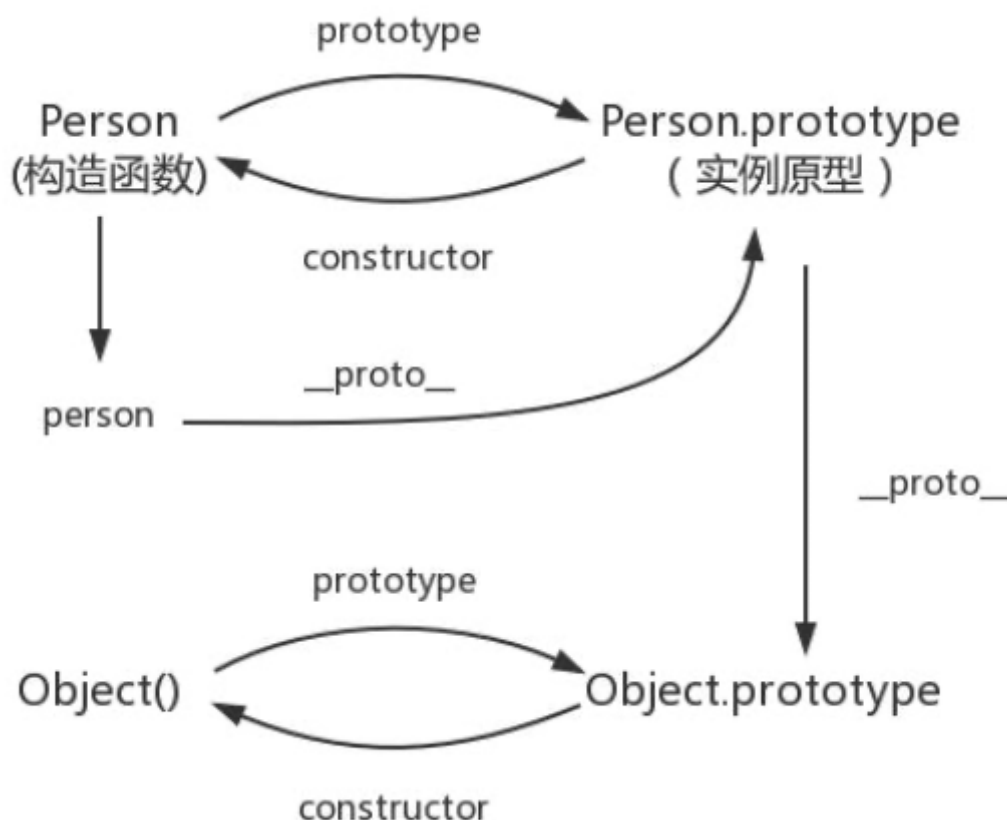 prototype
Person
Person.prototype
(构造函数)
(实例原型)
constructor
__proto__
person
__proto__
prototype
Object()
Object.prototype
constructor